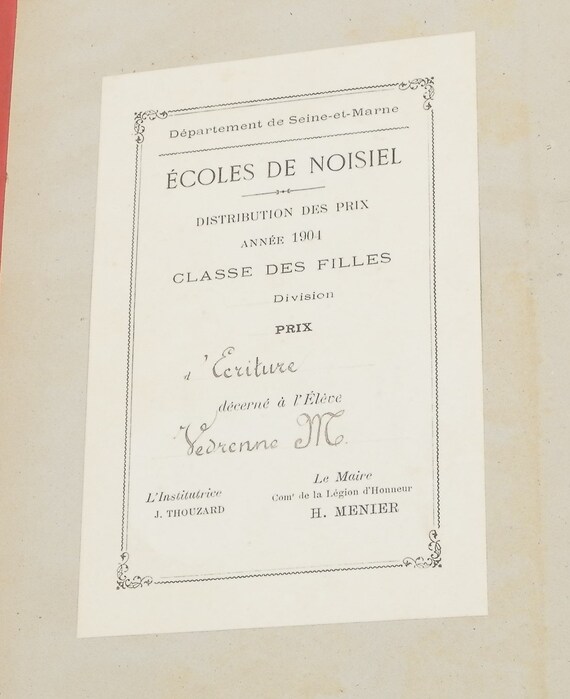 Département de Seine-et-Marne
ÉCOLES DE NOISIEL
DISTRIBUTION DES PRIX
ANNÉE 1904
CLASSE DES FILLES
Division
PRIX
d'Ecriture
décerné à l'Élève
Vedrenne M.
L'Institutrice
J. THOUZARD
Le Maire
Comr de la Légion d'Honneur
H. MENIER